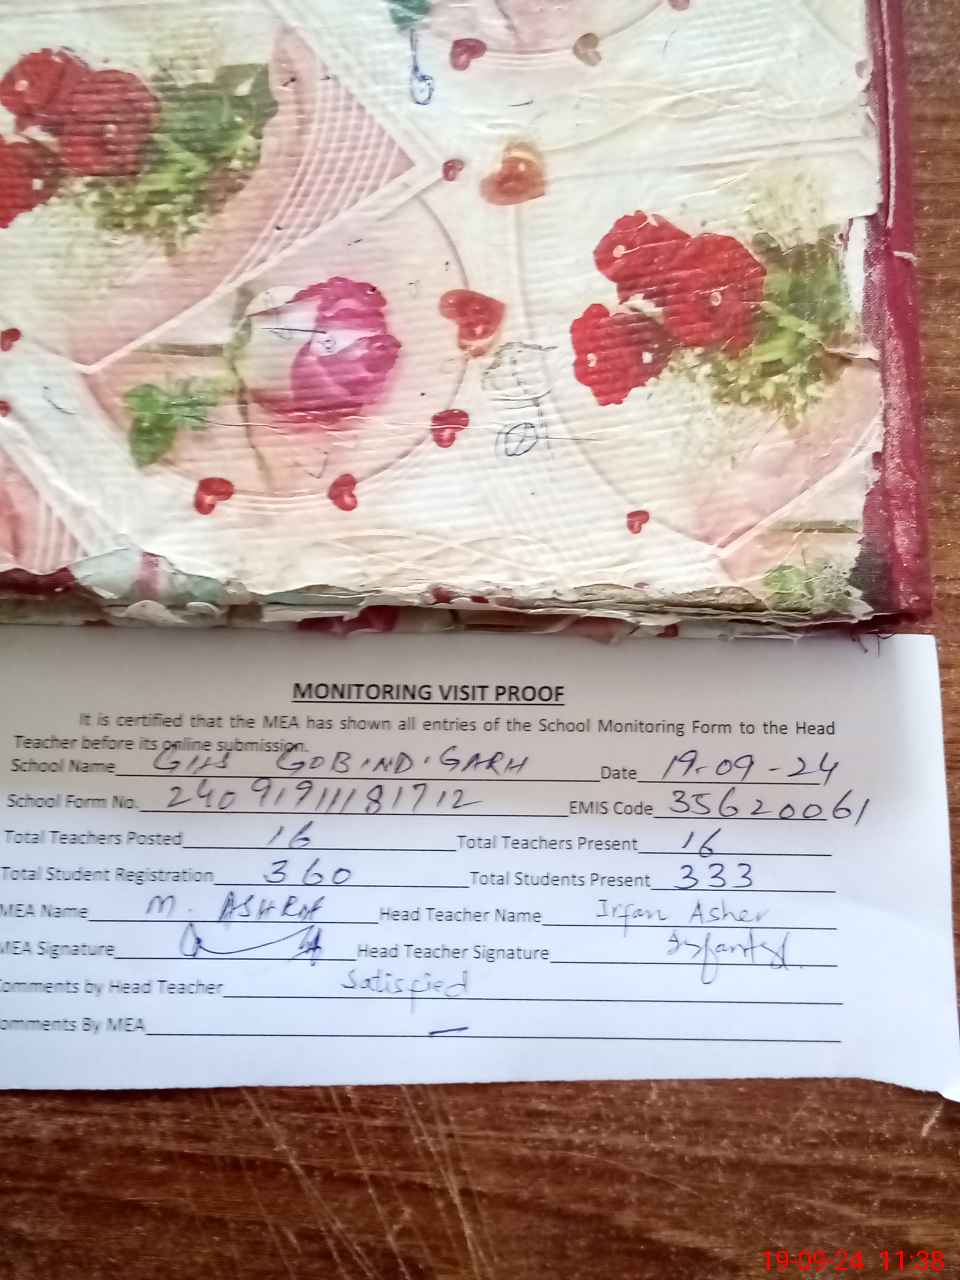 MONITORING VISIT PROOF
It is certified that the MEA has shown all entries of the School Monitoring Form to the Head
Teacher before its online submission.
School Name GHS GOBIND GARH Date 19-09-24
School Form No. 24091911181712 EMIS Code 35620061
Total Teachers Posted 16 Total Teachers Present 16
Total Student Registration 360 Total Students Present 333
MEA Name M. ASHRAF Head Teacher Name Irfan Asher
MEA Signature Head Teacher Signature
Comments by Head Teacher Satisfied
omments By MEA —
19-09-24 11:38